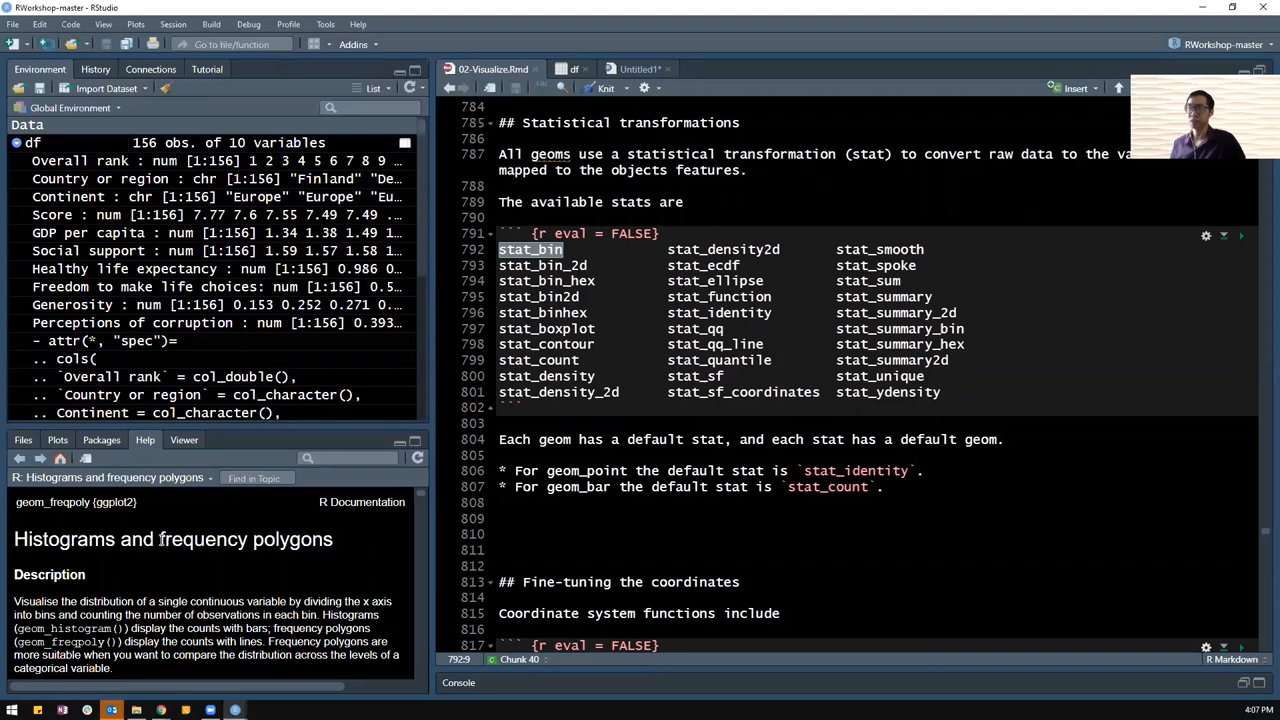 RWorkshop-master - RStudio
File Edit Code View Plots Session Build Debug Profile Tools Help
Go to file/function Addins RWorkshop-master
Environment History Connections Tutorial
Import Dataset List
Global Environment
Data
df 156 obs. of 10 variables
Overall rank : num [1:156] 1 2 3 4 5 6 7 8 9 ...
Country or region : chr [1:156] "Finland" "De...
Continent : chr [1:156] "Europe" "Europe" "Eu...
Score : num [1:156] 7.77 7.6 7.55 7.49 7.49 ...
GDP per capita : num [1:156] 1.34 1.38 1.49 1...
Social support : num [1:156] 1.59 1.57 1.58 1...
Healthy life expectancy : num [1:156] 0.986 0...
Freedom to make life choices: num [1:156] 0.5...
Generosity : num [1:156] 0.153 0.252 0.271 0...
Perceptions of corruption : num [1:156] 0.393...
- attr(*, "spec")=
.. cols(
.. `Overall rank` = col_double(),
.. `Country or region` = col_character(),
.. Continent = col_character(),
Files Plots Packages Help Viewer
R: Histograms and frequency polygons Find in Topic
geom_freqpoly {ggplot2} R Documentation
Histograms and frequency polygons
Description
Visualise the distribution of a single continuous variable by dividing the x axis
into bins and counting the number of observations in each bin. Histograms
(geom_histogram()) display the counts with bars; frequency polygons
(geom_freqpoly()) display the counts with lines. Frequency polygons are
more suitable when you want to compare the distribution across the levels of a
categorical variable.
02-Visualize.Rmd df Untitled1*
Knit Insert
784
785 ## Statistical transformations
786
787 All geoms use a statistical transformation (stat) to convert raw data to the va
mapped to the objects features.
788
789 The available stats are
790
791 ``` {r eval = FALSE}
792 stat_bin stat_density2d stat_smooth
793 stat_bin_2d stat_ecdf stat_spoke
794 stat_bin_hex stat_ellipse stat_sum
795 stat_bin2d stat_function stat_summary
796 stat_binhex stat_identity stat_summary_2d
797 stat_boxplot stat_qq stat_summary_bin
798 stat_contour stat_qq_line stat_summary_hex
799 stat_count stat_quantile stat_summary2d
800 stat_density stat_sf stat_unique
801 stat_density_2d stat_sf_coordinates stat_ydensity
802 ```
803
804 Each geom has a default stat, and each stat has a default geom.
805
806 * For geom_point the default stat is `stat_identity`.
807 * For geom_bar the default stat is `stat_count`.
808
809
810
811
812
813 ## Fine-tuning the coordinates
814
815 Coordinate system functions include
816
817 ``` {r eval = FALSE}
792:9 Chunk 40 R Markdown
Console
4:07 PM